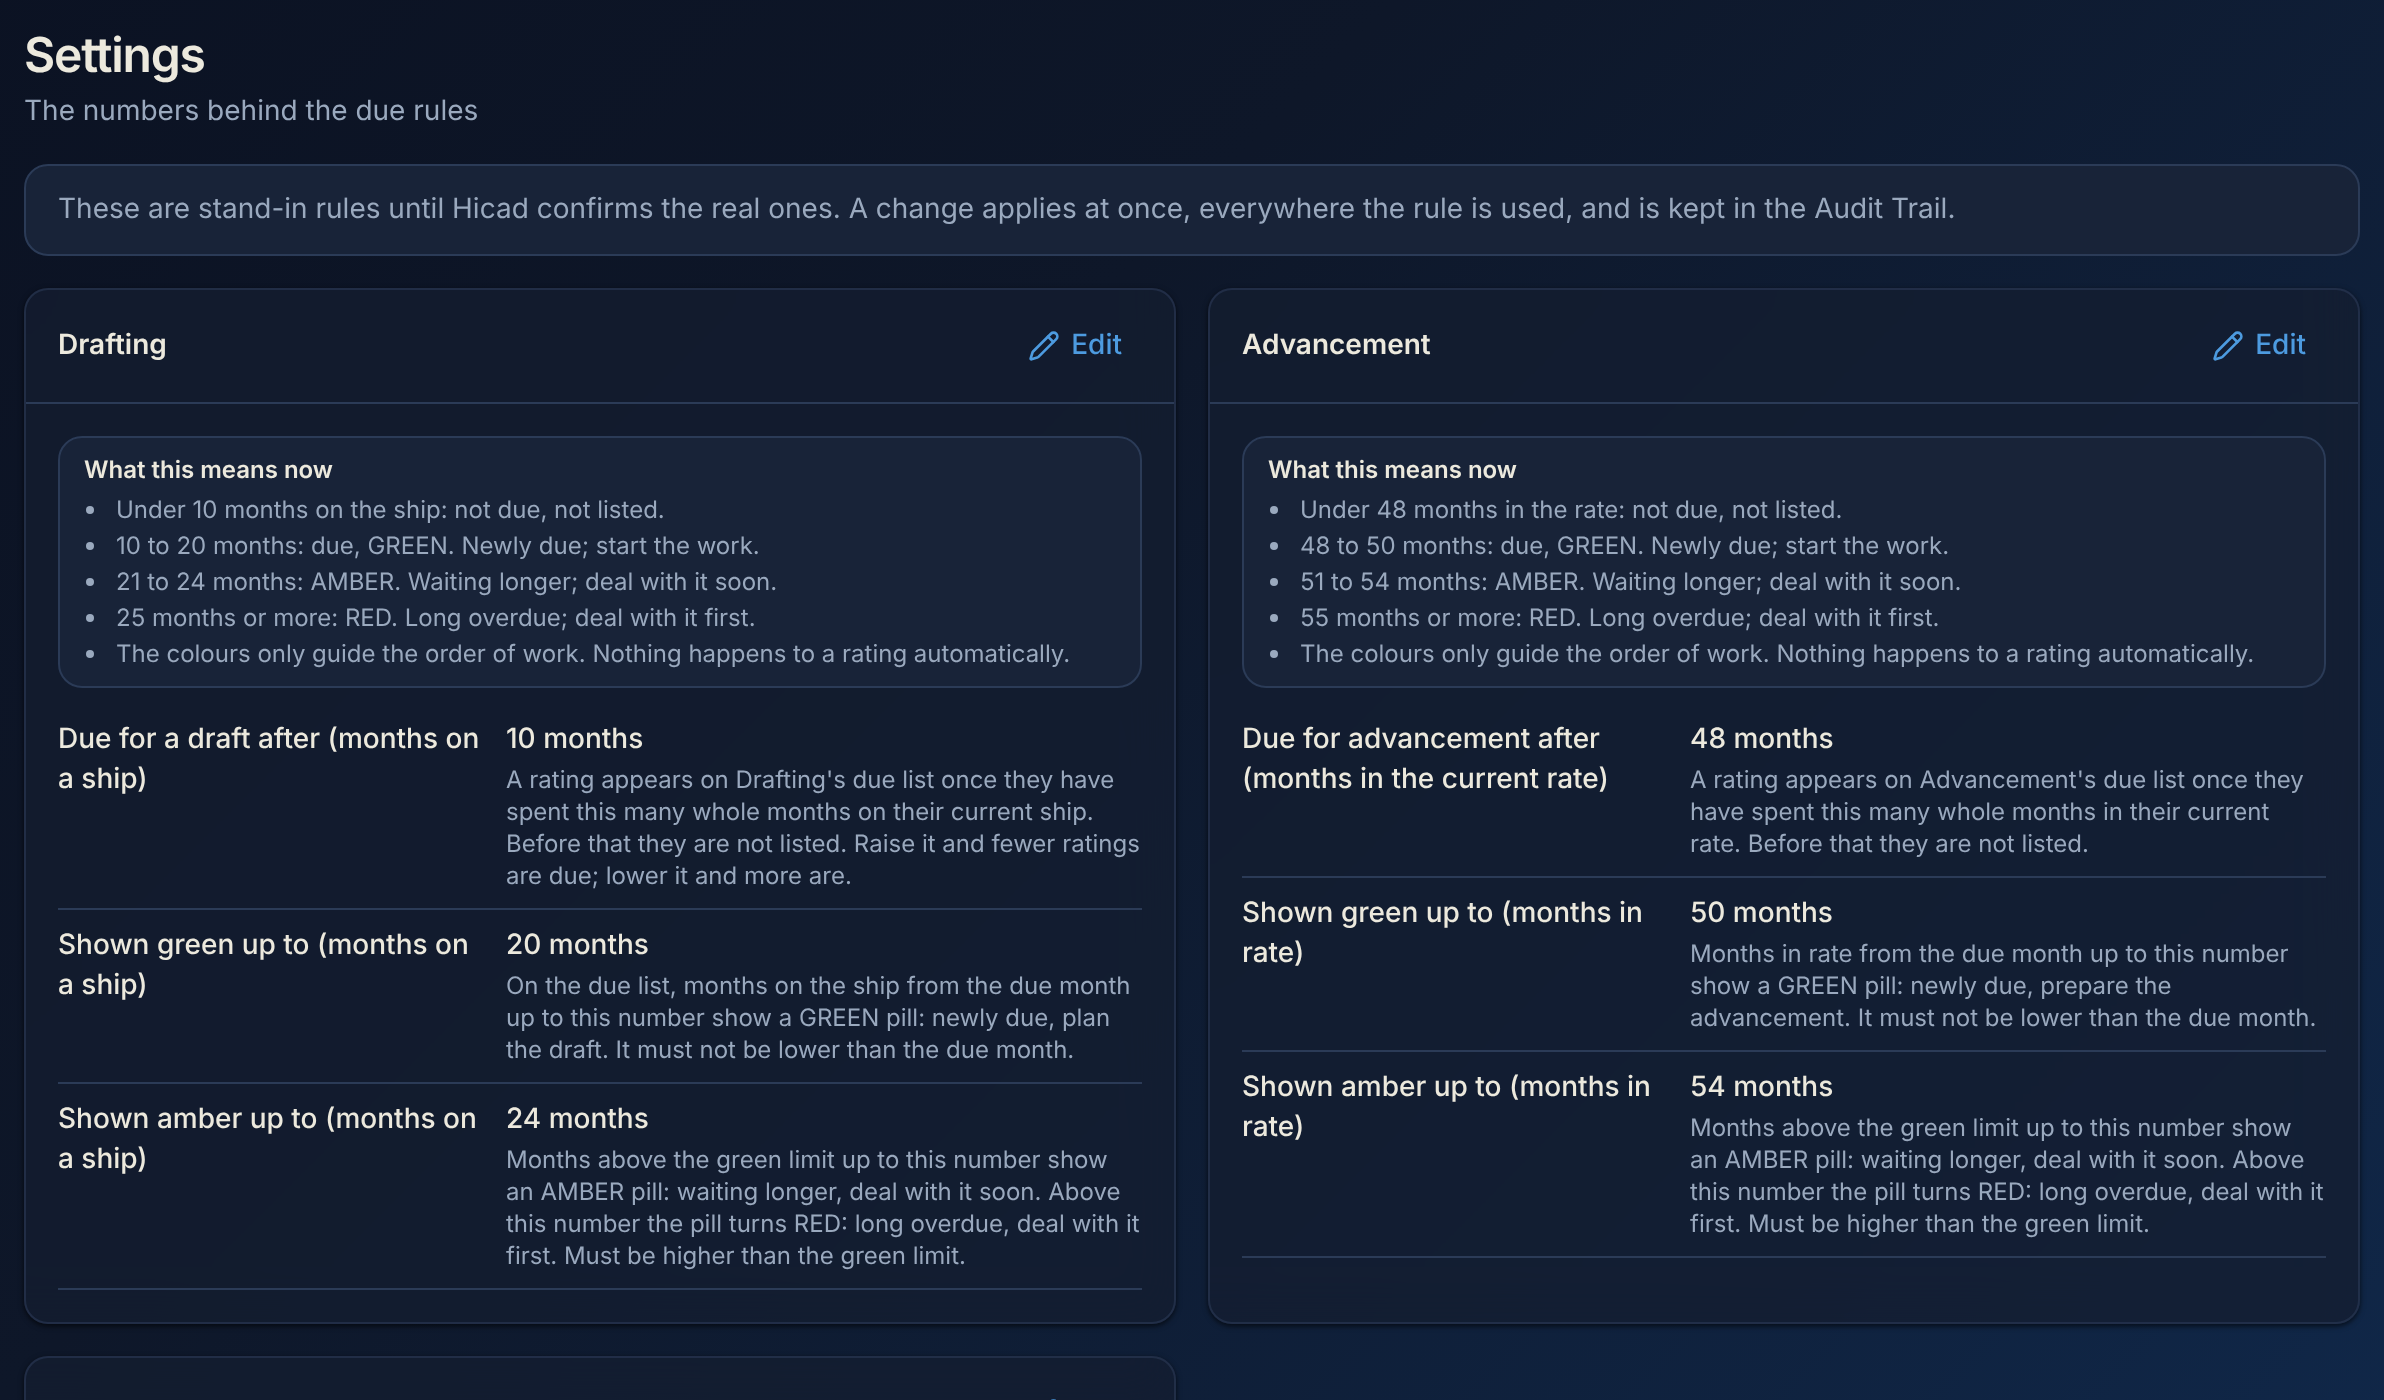 Settings
The numbers behind the due rules
These are stand-in rules until Hicad confirms the real ones. A change applies at once, everywhere the rule is used, and is kept in the Audit Trail.
Drafting
Edit
What this means now
• Under 10 months on the ship: not due, not listed.
• 10 to 20 months: due, GREEN. Newly due; start the work.
• 21 to 24 months: AMBER. Waiting longer; deal with it soon.
• 25 months or more: RED. Long overdue; deal with it first.
• The colours only guide the order of work. Nothing happens to a rating automatically.
Due for a draft after (months on
a ship)
10 months
A rating appears on Drafting's due list once they have
spent this many whole months on their current ship.
Before that they are not listed. Raise it and fewer ratings
are due; lower it and more are.
Shown green up to (months on
a ship)
20 months
On the due list, months on the ship from the due month
up to this number show a GREEN pill: newly due, plan
the draft. It must not be lower than the due month.
Shown amber up to (months on
a ship)
24 months
Months above the green limit up to this number show
an AMBER pill: waiting longer, deal with it soon. Above
this number the pill turns RED: long overdue, deal with it
first. Must be higher than the green limit.
Advancement
Edit
What this means now
• Under 48 months in the rate: not due, not listed.
• 48 to 50 months: due, GREEN. Newly due; start the work.
• 51 to 54 months: AMBER. Waiting longer; deal with it soon.
• 55 months or more: RED. Long overdue; deal with it first.
• The colours only guide the order of work. Nothing happens to a rating automatically.
Due for advancement after
(months in the current rate)
48 months
A rating appears on Advancement's due list once they
have spent this many whole months in their current
rate. Before that they are not listed.
Shown green up to (months in
rate)
50 months
Months in rate from the due month up to this number
show a GREEN pill: newly due, prepare the
advancement. It must not be lower than the due month.
Shown amber up to (months in
rate)
54 months
Months above the green limit up to this number show
an AMBER pill: waiting longer, deal with it soon. Above
this number the pill turns RED: long overdue, deal with it
first. Must be higher than the green limit.